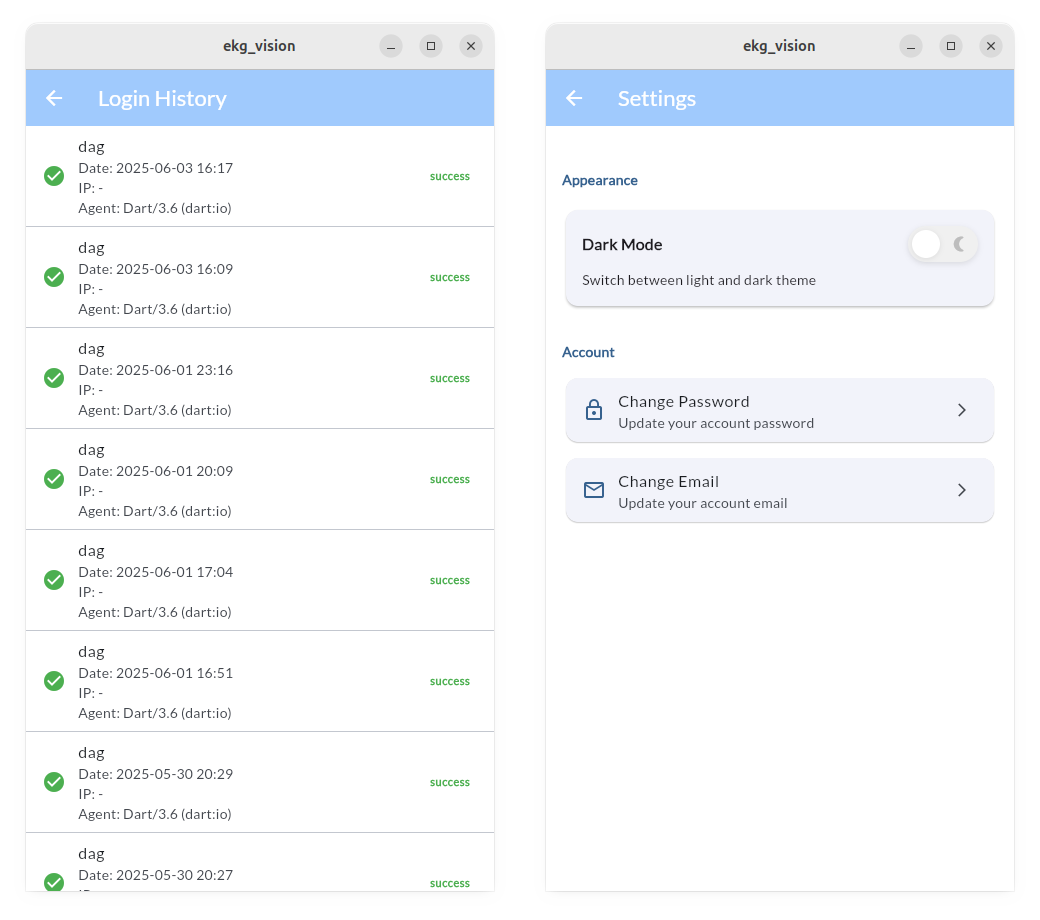 ekg_vision
Login History
dag
Date: 2025-06-03 16:17
IP: -
Agent: Dart/3.6 (dart:io)
success
dag
Date: 2025-06-03 16:09
IP: -
Agent: Dart/3.6 (dart:io)
success
dag
Date: 2025-06-01 23:16
IP: -
Agent: Dart/3.6 (dart:io)
success
dag
Date: 2025-06-01 20:09
IP: -
Agent: Dart/3.6 (dart:io)
success
dag
Date: 2025-06-01 17:04
IP: -
Agent: Dart/3.6 (dart:io)
success
dag
Date: 2025-06-01 16:51
IP: -
Agent: Dart/3.6 (dart:io)
success
dag
Date: 2025-05-30 20:29
IP: -
Agent: Dart/3.6 (dart:io)
success
dag
Date: 2025-05-30 20:27
success
ekg_vision
Settings
Appearance
Dark Mode
Switch between light and dark theme
Account
Change Password
Update your account password
Change Email
Update your account email